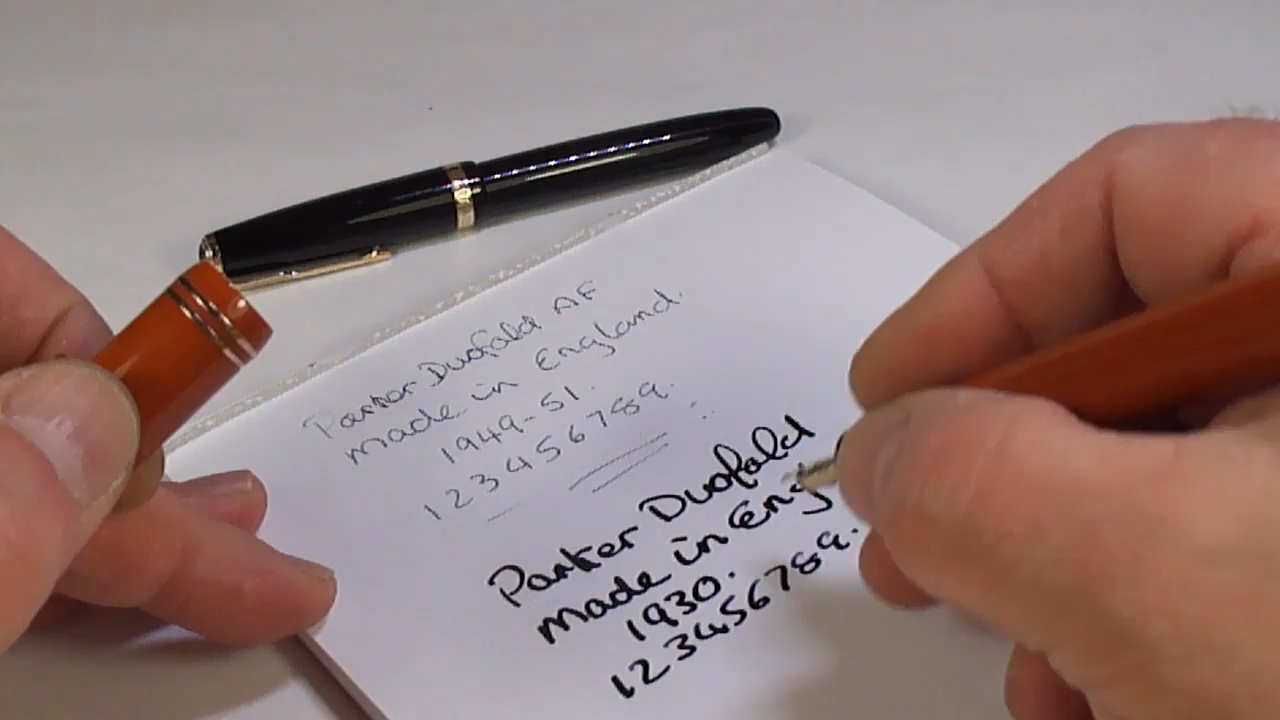 Parker Duofold AF
made in England.
1949-51.
123456789.
Parker Duofold
made in Eng
1930.
123456789.